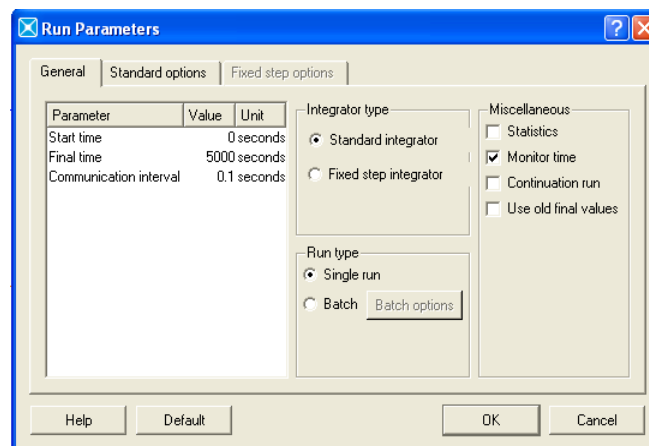 Run Parameters
General
Standard options
Fixed step options
Parameter Value Unit
Start time 0 seconds
Final time 5000 seconds
Communication interval 0.1 seconds
Integrator type
Standard integrator
Fixed step integrator
Run type
Single run
Batch Batch options
Miscellaneous
Statistics
Monitor time
Continuation run
Use old final values
Help Default OK Cancel